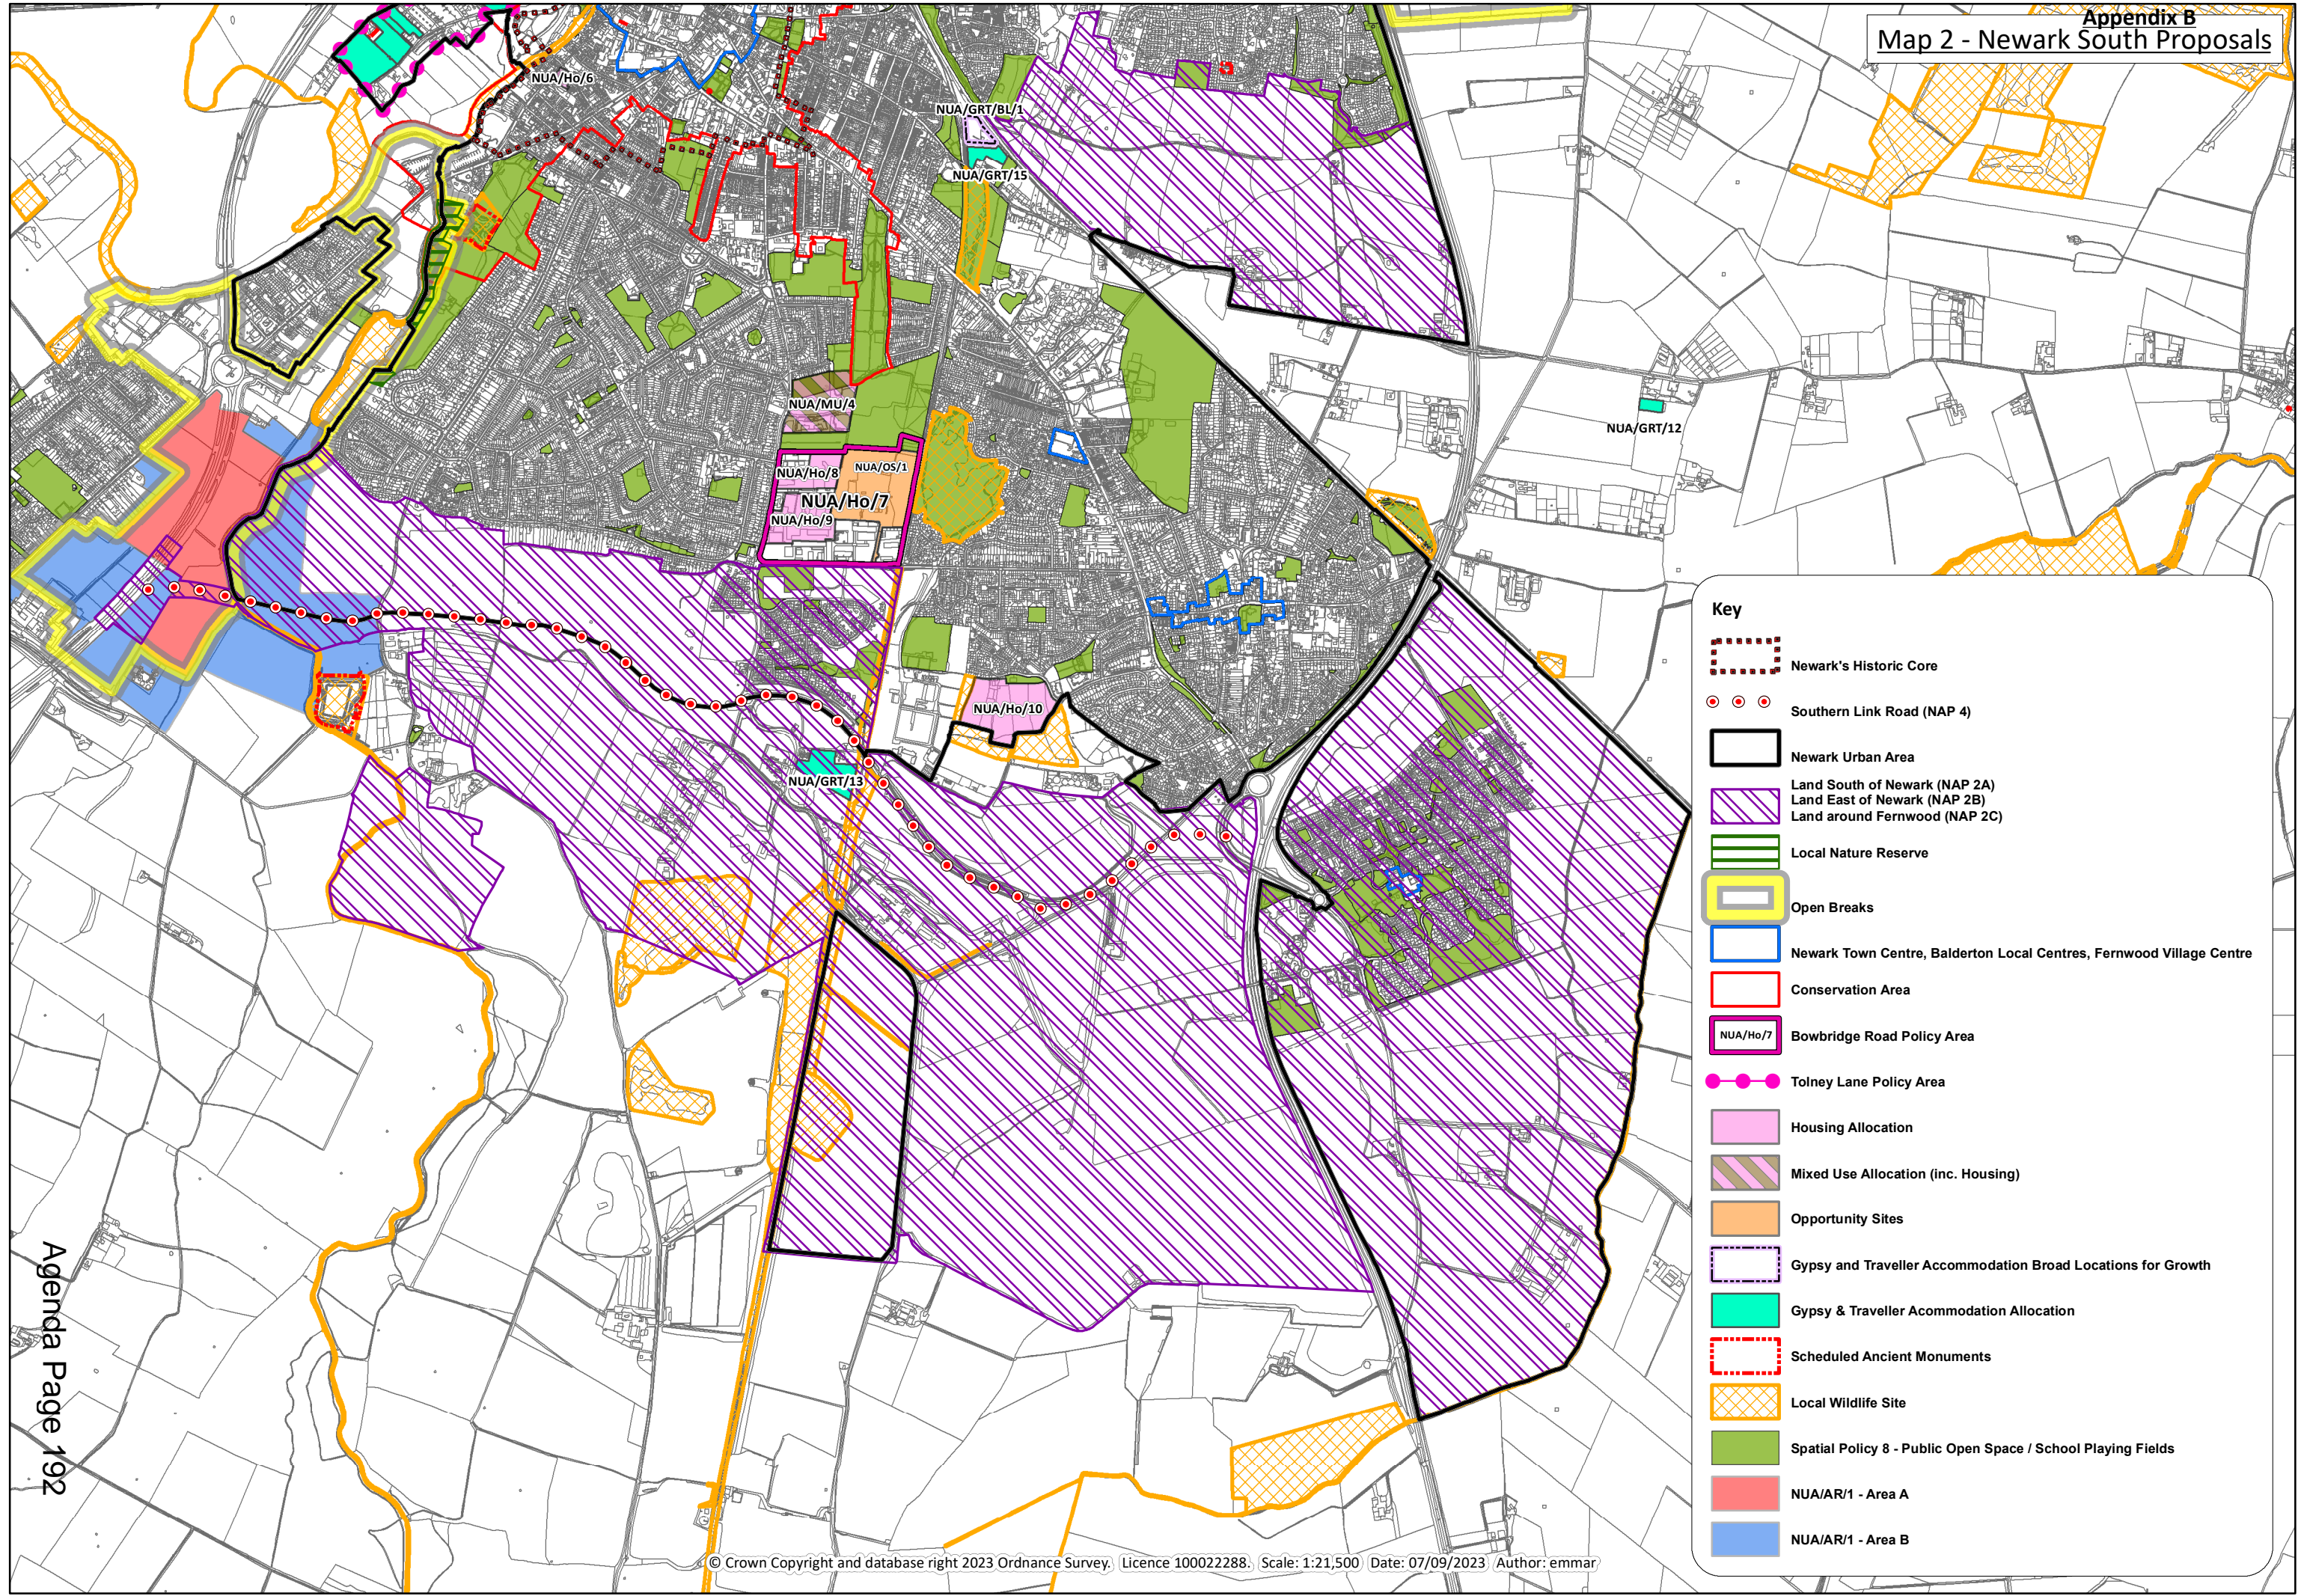 Appendix B
Map 2 - Newark South Proposals
NUA/Ho/6
NUA/GRT/BL/1
NUA/GRT/15
NUA/MU/4
NUA/GRT/12
NUA/Ho/8
NUA/OS/1
NUA/Ho/7
NUA/Ho/9
NUA/Ho/10
NUA/GRT/13
Key
Newark's Historic Core
Southern Link Road (NAP 4)
Newark Urban Area
Land South of Newark (NAP 2A)
Land East of Newark (NAP 2B)
Land around Fernwood (NAP 2C)
Local Nature Reserve
Open Breaks
Newark Town Centre, Balderton Local Centres, Fernwood Village Centre
Conservation Area
NUA/Ho/7 Bowbridge Road Policy Area
Tolney Lane Policy Area
Housing Allocation
Mixed Use Allocation (inc. Housing)
Opportunity Sites
Gypsy and Traveller Accommodation Broad Locations for Growth
Gypsy & Traveller Acommodation Allocation
Scheduled Ancient Monuments
Local Wildlife Site
Spatial Policy 8 - Public Open Space / School Playing Fields
NUA/AR/1 - Area A
NUA/AR/1 - Area B
Agenda Page 192
© Crown Copyright and database right 2023 Ordnance Survey. Licence 100022288. Scale: 1:21,500 Date: 07/09/2023 Author: emmar